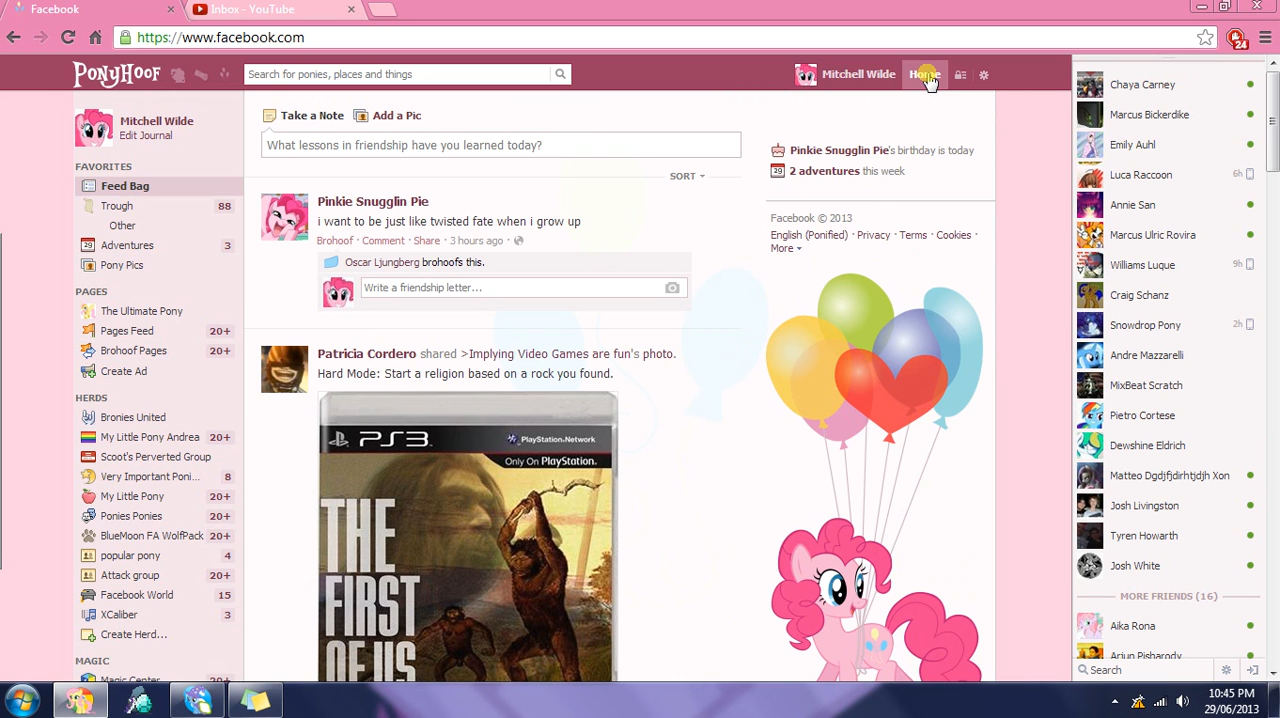 Facebook
Inbox - YouTube
https://www.facebook.com
24
PONYHOOF
Search for ponies, places and things
Mitchell Wilde
Home
Mitchell Wilde
Edit Journal
FAVORITES
Feed Bag
Trough 88
Other
Adventures 3
Pony Pics
PAGES
The Ultimate Pony
Pages Feed 20+
Brohoof Pages 20+
Create Ad
HERDS
Bronies United
My Little Pony Andrea 20+
Scoot's Perverted Group
Very Important Poni... 8
My Little Pony 20+
Ponies Ponies 20+
BlueMoon FA WolfPack 20+
popular pony 4
Attack group 20+
Facebook World 15
XCaliber 3
Create Herd...
MAGIC
Magic Center 20+
Take a Note
Add a Pic
What lessons in friendship have you learned today?
SORT
Pinkie Snugglin Pie
i want to be just like twisted fate when i grow up
Brohoof · Comment · Share · 3 hours ago ·
Oscar Ljungberg brohoofs this.
Write a friendship letter...
Patricia Cordero shared >Implying Video Games are fun's photo.
Hard Mode: Start a religion based on a rock you found.
PS3
PlayStation Network
Only On PlayStation.
THE
FIRST
OF US
Pinkie Snugglin Pie's birthday is today
29 2 adventures this week
Facebook © 2013
English (Ponified) · Privacy · Terms · Cookies ·
More
Chaya Carney
Marcus Bickerdike
Emily Auhl
Luca Raccoon 6h
Annie San
Marcus Ulric Rovira
Williams Luque 9h
Craig Schanz
Snowdrop Pony 2h
Andre Mazzarelli
MixBeat Scratch
Pietro Cortese
Dewshine Eldrich
Matteo Dgdjfjdirhtjdjh Xon
Josh Livingston
Tyren Howarth
Josh White
MORE FRIENDS (16)
Aika Rona
Arjun Pisharody
Search
10:45 PM
29/06/2013